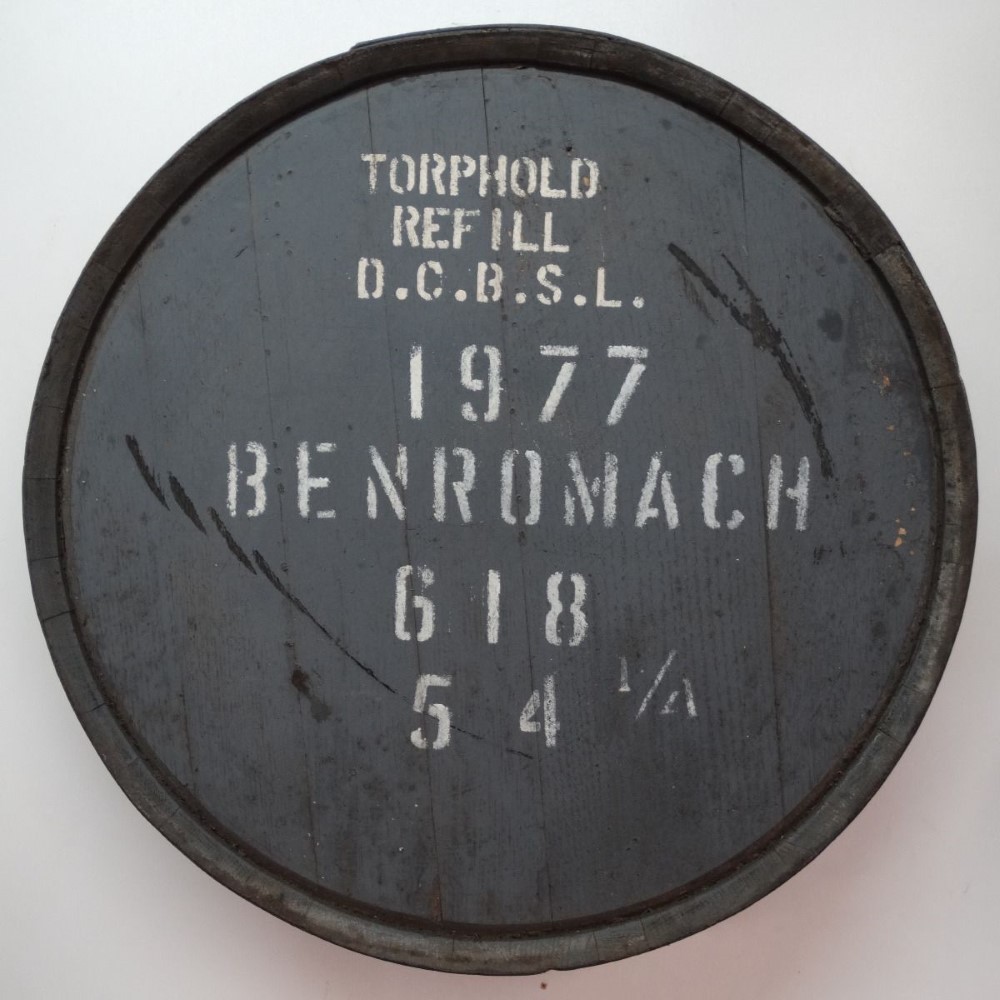 TORPHOLD
REFILL
D.C.B.S.L.
1977
BENROMACH
618
54 1/4